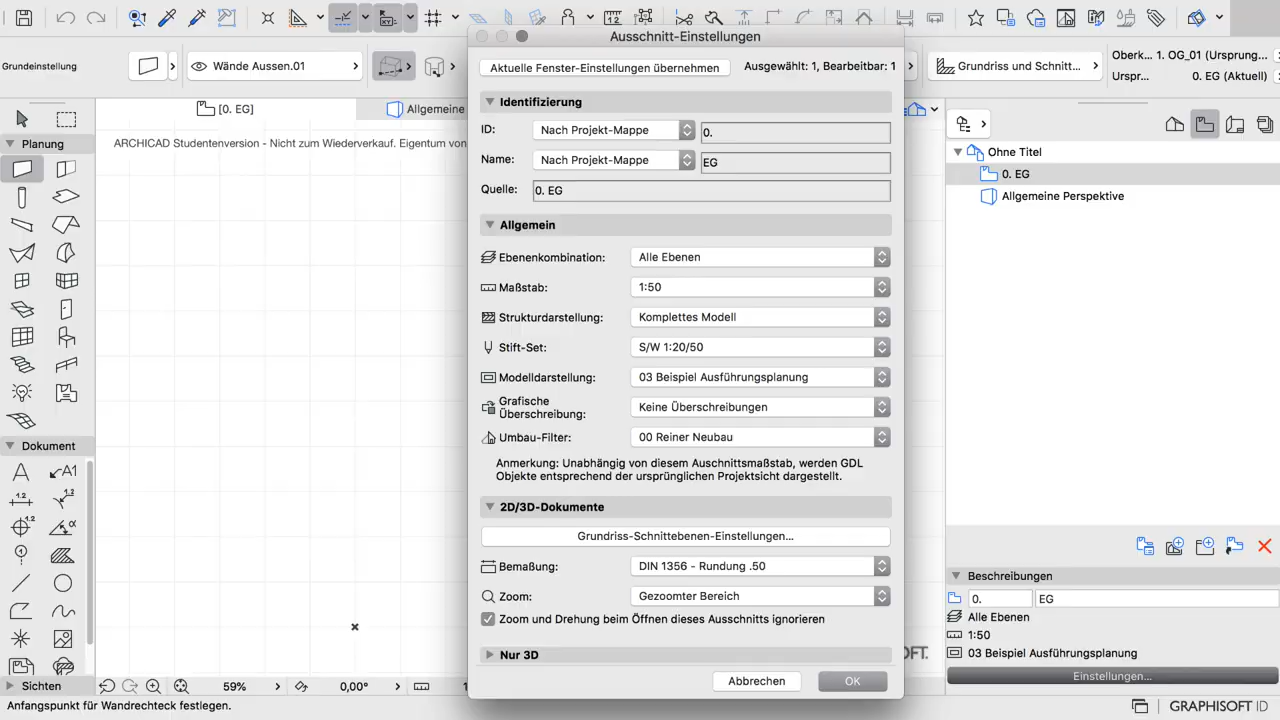 Ausschnitt-Einstellungen
Grundeinstellung
Wände Aussen.01
Aktuelle Fenster-Einstellungen übernehmen
Ausgewählt: 1, Bearbeitbar: 1
Grundriss und Schnitt...
Oberk... 1. OG_01 (Ursprung...
Urspr... 0. EG (Aktuell)
[0. EG]
Allgemeine
Planung
ARCHICAD Studentenversion - Nicht zum Wiederverkauf. Eigentum von
Identifizierung
ID: Nach Projekt-Mappe 0.
Name: Nach Projekt-Mappe EG
Quelle: 0. EG
Ohne Titel
0. EG
Allgemeine Perspektive
Allgemein
Ebenenkombination: Alle Ebenen
Maßstab: 1:50
Strukturdarstellung: Komplettes Modell
Stift-Set: S/W 1:20/50
Modelldarstellung: 03 Beispiel Ausführungsplanung
Grafische
Überschreibung: Keine Überschreibungen
Umbau-Filter: 00 Reiner Neubau
Anmerkung: Unabhängig von diesem Auschnittsmaßstab, werden GDL
Objekte entsprechend der ursprünglichen Projektsicht dargestellt.
Dokument
A A1
1.2 1.2
1.2 α
2D/3D-Dokumente
Grundriss-Schnittebenen-Einstellungen...
Bemaßung: DIN 1356 - Rundung .50
Zoom: Gezoomter Bereich
Zoom und Drehung beim Öffnen dieses Ausschnitts ignorieren
Nur 3D
Abbrechen OK
Beschreibungen
0. EG
Alle Ebenen
1:50
03 Beispiel Ausführungsplanung
Einstellungen...
Sichten
59% 0,00°
Anfangspunkt für Wandrechteck festlegen.
GRAPHISOFT ID